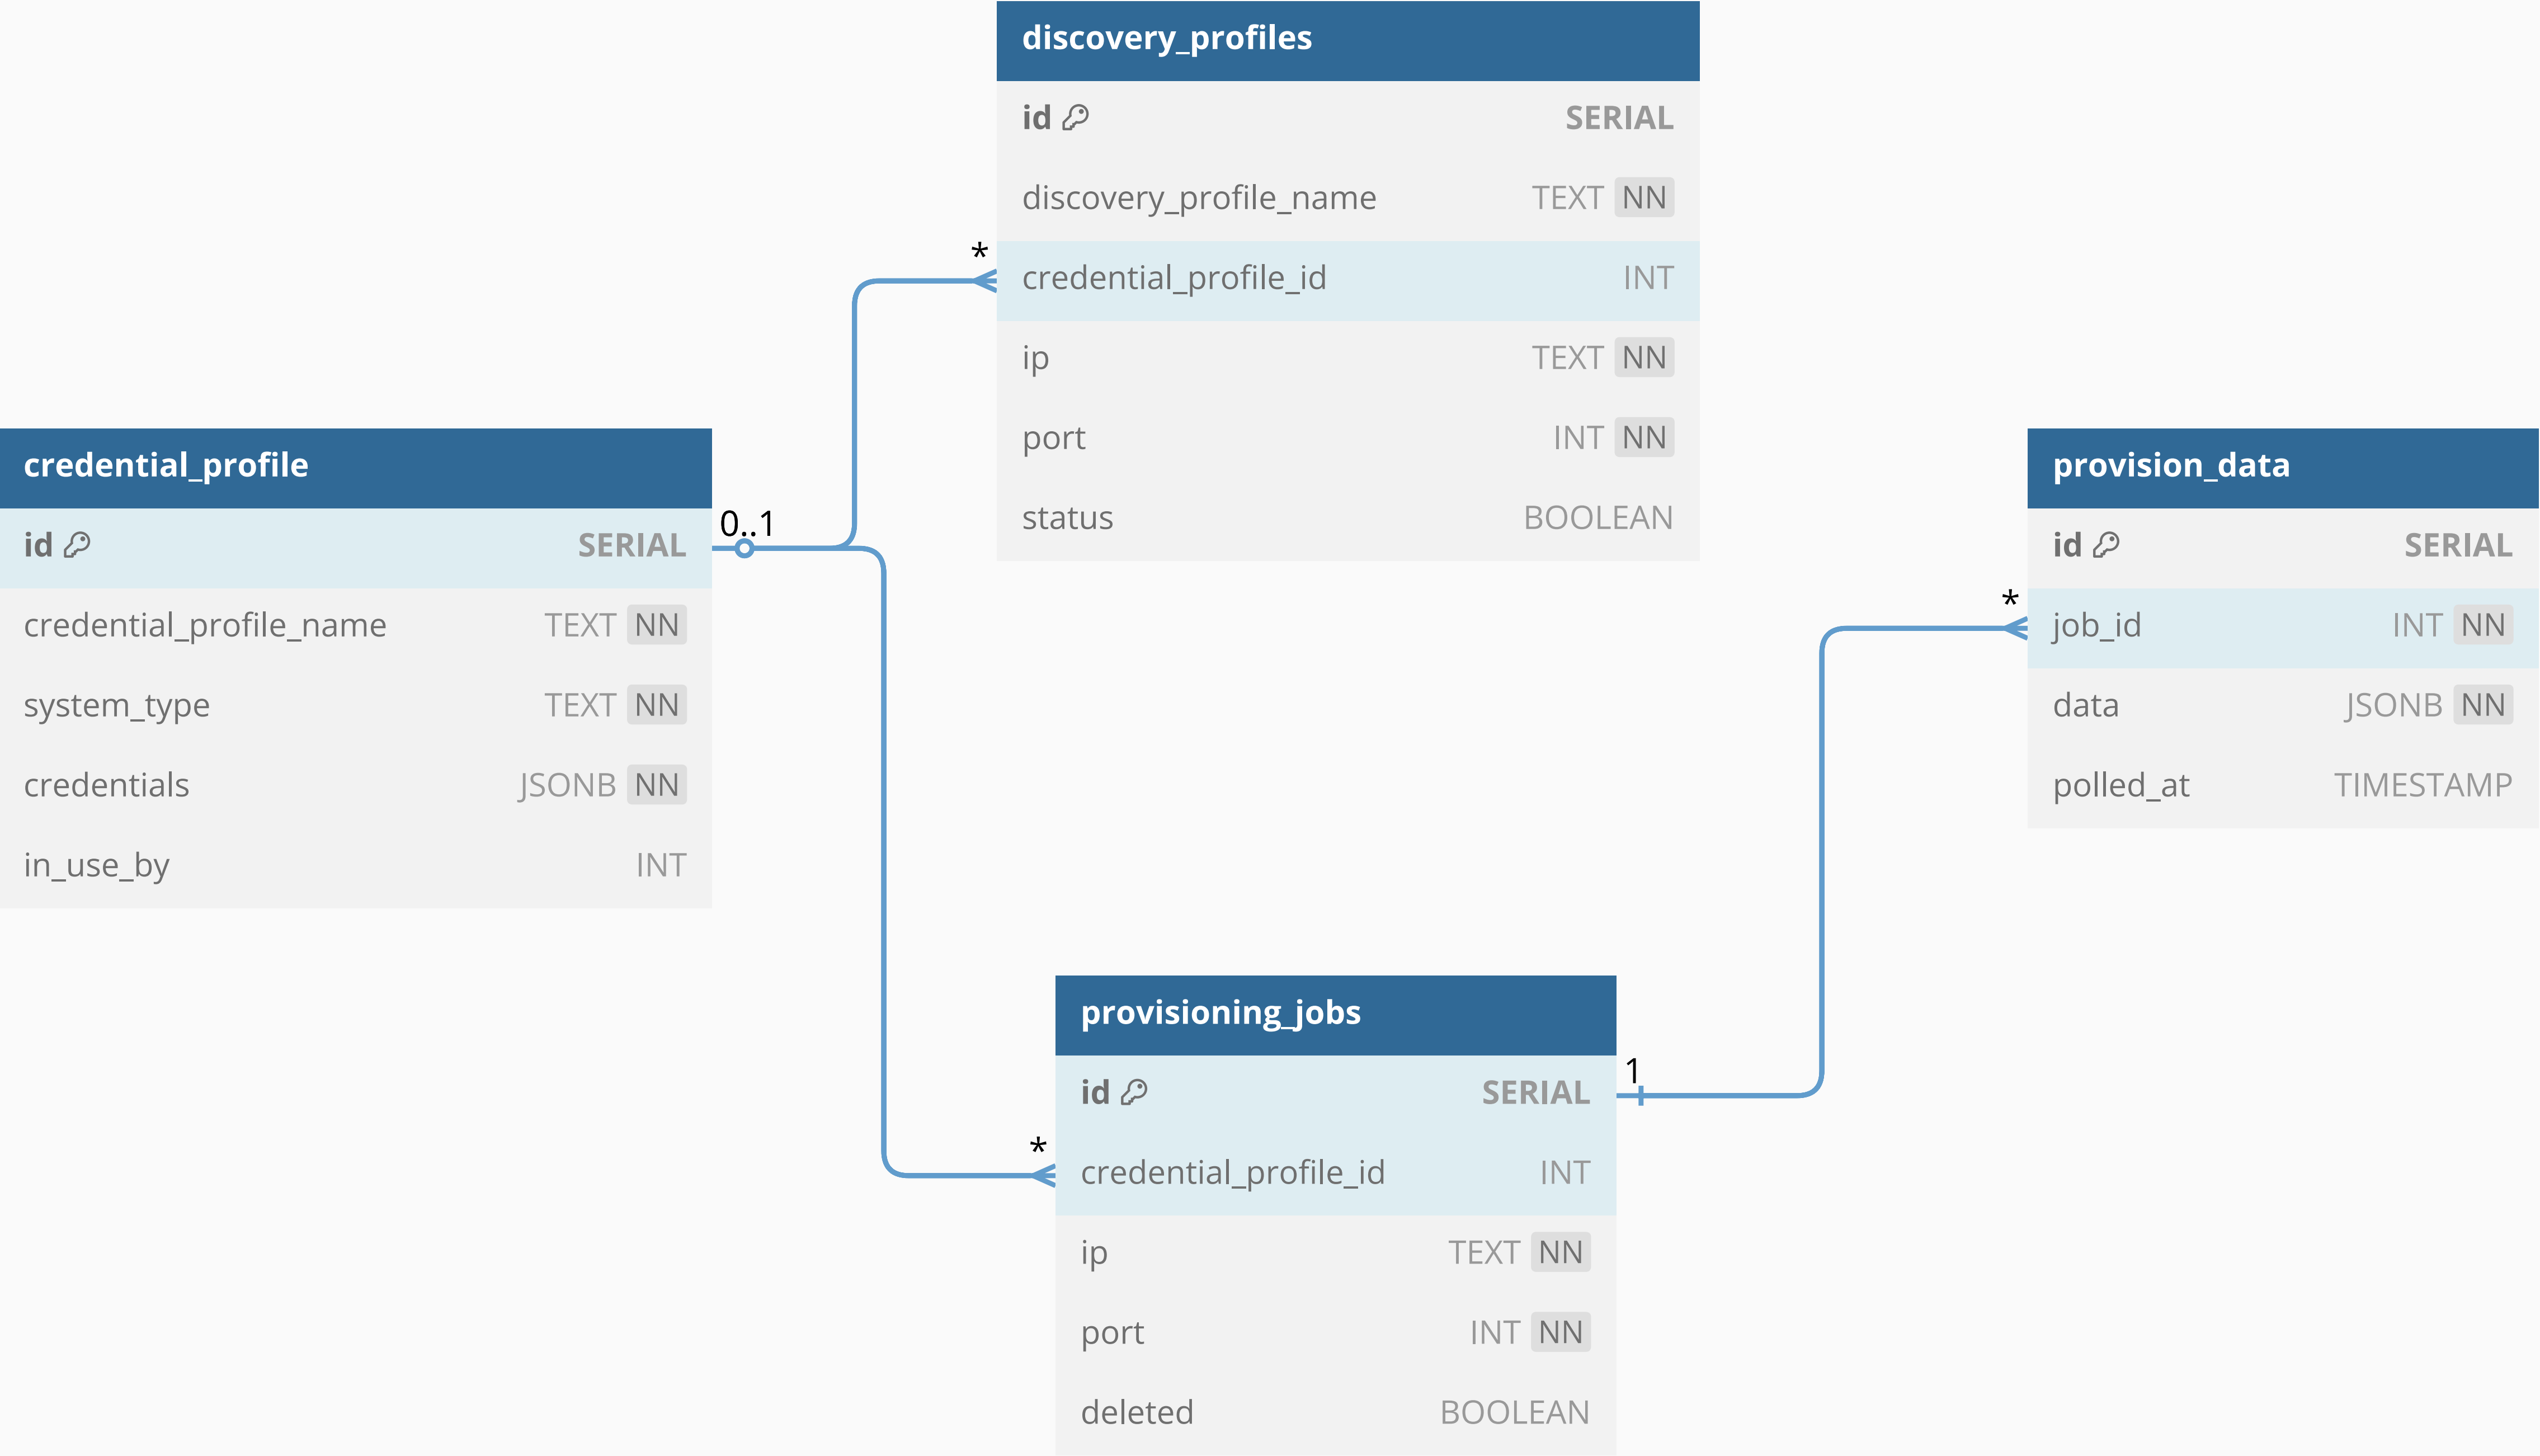 discovery_profiles
id SERIAL
discovery_profile_name TEXT NN
* credential_profile_id INT
ip TEXT NN
port INT NN
status BOOLEAN
credential_profile
id SERIAL 0..1
credential_profile_name TEXT NN
system_type TEXT NN
credentials JSONB NN
in_use_by INT
provision_data
id SERIAL
* job_id INT NN
data JSONB NN
polled_at TIMESTAMP
provisioning_jobs
id SERIAL 1
* credential_profile_id INT
ip TEXT NN
port INT NN
deleted BOOLEAN